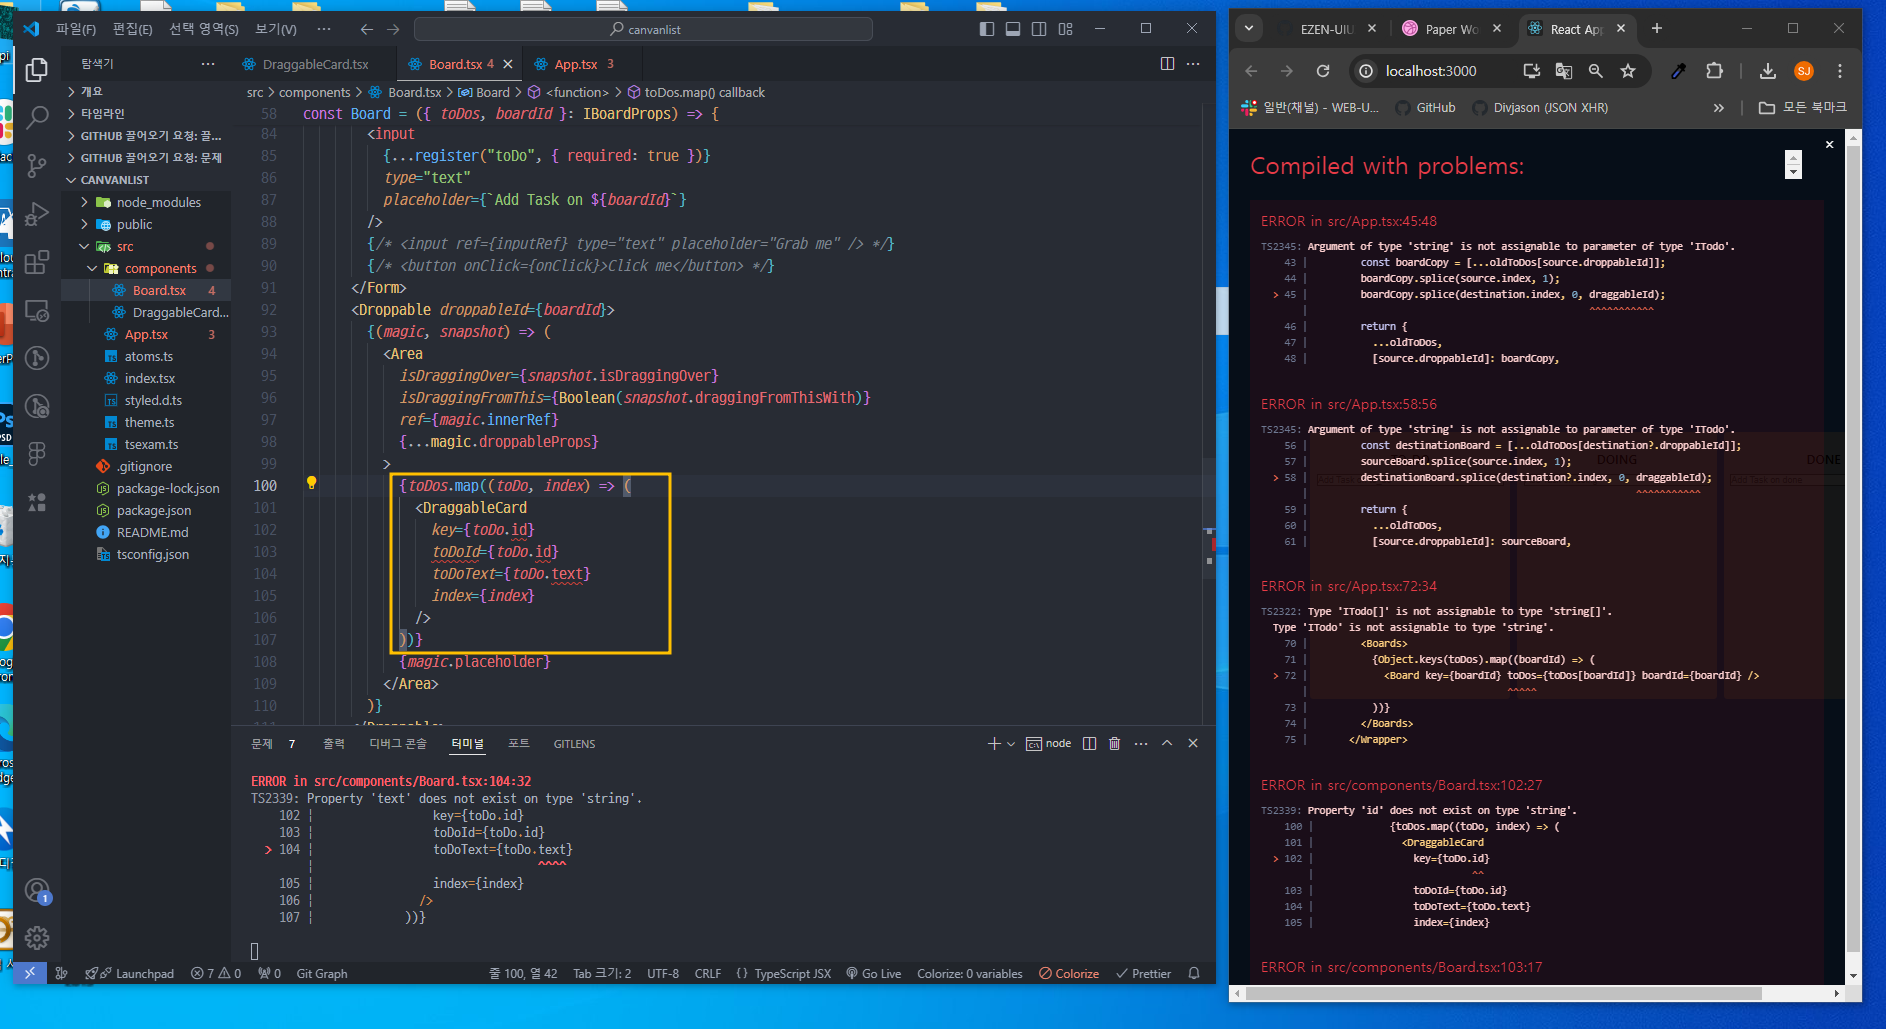 파일(F) 편집(E) 선택 영역(S) 보기(V) ··· canvanlist
탐색기 ···
개요
타임라인
GITHUB 끌어오기 요청: 끌...
GITHUB 끌어오기 요청: 문제
CANVANLIST
node_modules
public
src
components
Board.tsx 4
DraggableCard...
App.tsx 3
atoms.ts
index.tsx
styled.d.ts
theme.ts
tsexam.ts
.gitignore
package-lock.json
package.json
README.md
tsconfig.json
DraggableCard.tsx Board.tsx 4 App.tsx 3
src > components > Board.tsx > Board > <function> > toDos.map() callback
58 const Board = ({ toDos, boardId }: IBoardProps) => {
84 <input
85 {...register("toDo", { required: true })}
86 type="text"
87 placeholder={`Add Task on ${boardId}`}
88 />
89 {/* <input ref={inputRef} type="text" placeholder="Grab me" /> */}
90 {/* <button onClick={onClick}>Click me</button> */}
91 </Form>
92 <Droppable droppableId={boardId}>
93 {(magic, snapshot) => (
94 <Area
95 isDraggingOver={snapshot.isDraggingOver}
96 isDraggingFromThis={Boolean(snapshot.draggingFromThisWith)}
97 ref={magic.innerRef}
98 {...magic.droppableProps}
99 >
100 {toDos.map((toDo, index) => (
101 <DraggableCard
102 key={toDo.id}
103 toDoId={toDo.id}
104 toDoText={toDo.text}
105 index={index}
106 />
107 ))}
108 {magic.placeholder}
109 </Area>
110 )}
111 </Droppable>
문제 7 출력 디버그 콘솔 터미널 포트 GITLENS node
ERROR in src/components/Board.tsx:104:32
TS2339: Property 'text' does not exist on type 'string'.
102 | key={toDo.id}
103 | toDoId={toDo.id}
> 104 | toDoText={toDo.text}
| ^^^^
105 | index={index}
106 | />
107 | ))}
1
Launchpad 7 0 0 Git Graph 줄 100, 열 42 Tab 크기: 2 UTF-8 CRLF {} TypeScript JSX Go Live Colorize: 0 variables Colorize Prettier
EZEN-UIU Paper Wo React App
localhost:3000 SJ
일반(채널) - WEB-U... GitHub Divjason (JSON XHR) » 모든 북마크
Compiled with problems:
ERROR in src/App.tsx:45:48
TS2345: Argument of type 'string' is not assignable to parameter of type 'ITodo'.
43 | const boardCopy = [...oldToDos[source.droppableId]];
44 | boardCopy.splice(source.index, 1);
> 45 | boardCopy.splice(destination.index, 0, draggableId);
| ^^^^^^^^^^^
46 | return {
47 | ...oldToDos,
48 | [source.droppableId]: boardCopy,
ERROR in src/App.tsx:58:56
TS2345: Argument of type 'string' is not assignable to parameter of type 'ITodo'.
56 | const destinationBoard = [...oldToDos[destination?.droppableId]];
57 | sourceBoard.splice(source.index, 1);
DOING DONE
> 58 | destinationBoard.splice(destination?.index, 0, draggableId);
| ^^^^^^^^^^^
59 | return {
60 | ...oldToDos,
61 | [source.droppableId]: sourceBoard,
ERROR in src/App.tsx:72:34
TS2322: Type 'ITodo[]' is not assignable to type 'string[]'.
Type 'ITodo' is not assignable to type 'string'.
70 | <Boards>
71 | {Object.keys(toDos).map((boardId) => (
> 72 | <Board key={boardId} toDos={toDos[boardId]} boardId={boardId} />
| ^^^^^
73 | ))}
74 | </Boards>
75 | </Wrapper>
ERROR in src/components/Board.tsx:102:27
TS2339: Property 'id' does not exist on type 'string'.
100 | {toDos.map((toDo, index) => (
101 | <DraggableCard
> 102 | key={toDo.id}
| ^^
103 | toDoId={toDo.id}
104 | toDoText={toDo.text}
105 | index={index}
ERROR in src/components/Board.tsx:103:17